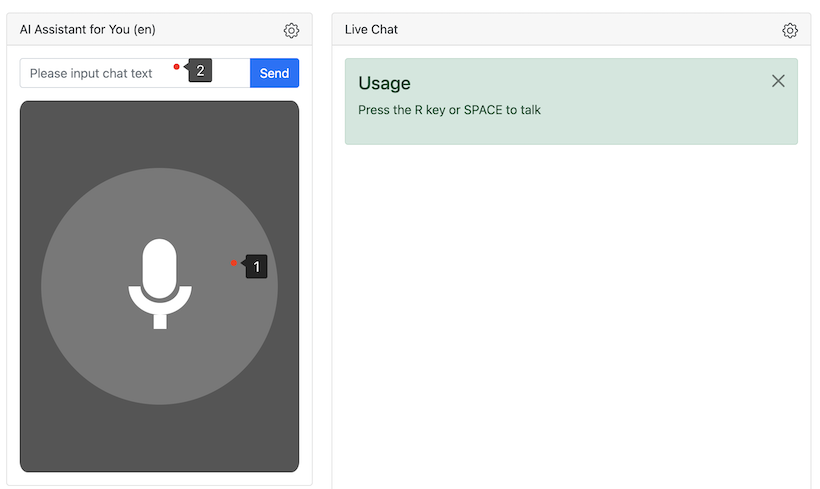 AI Assistant for You (en)
Please input chat text
2
Send
1
Live Chat
Usage
Press the R key or SPACE to talk